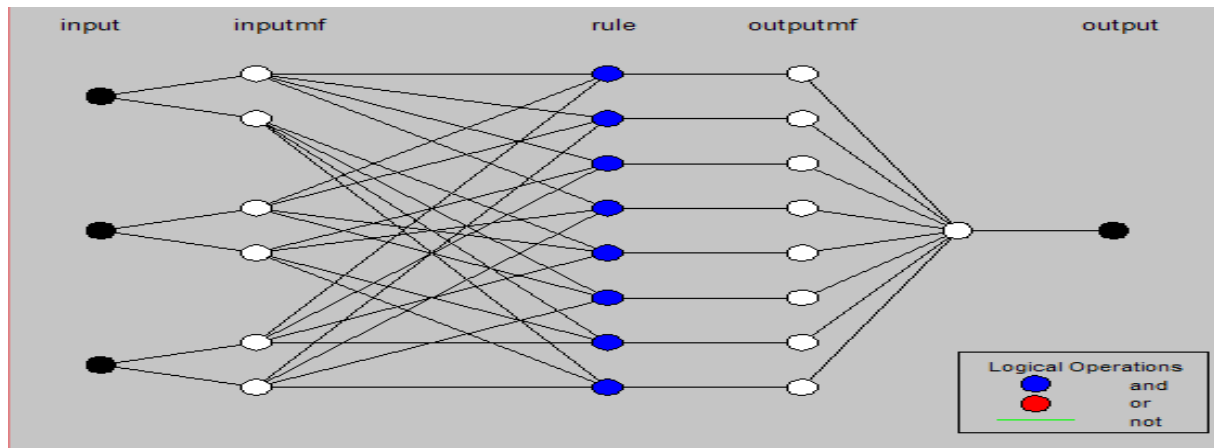 input inputmf rule outputmf output
Logical Operations
and
or
not